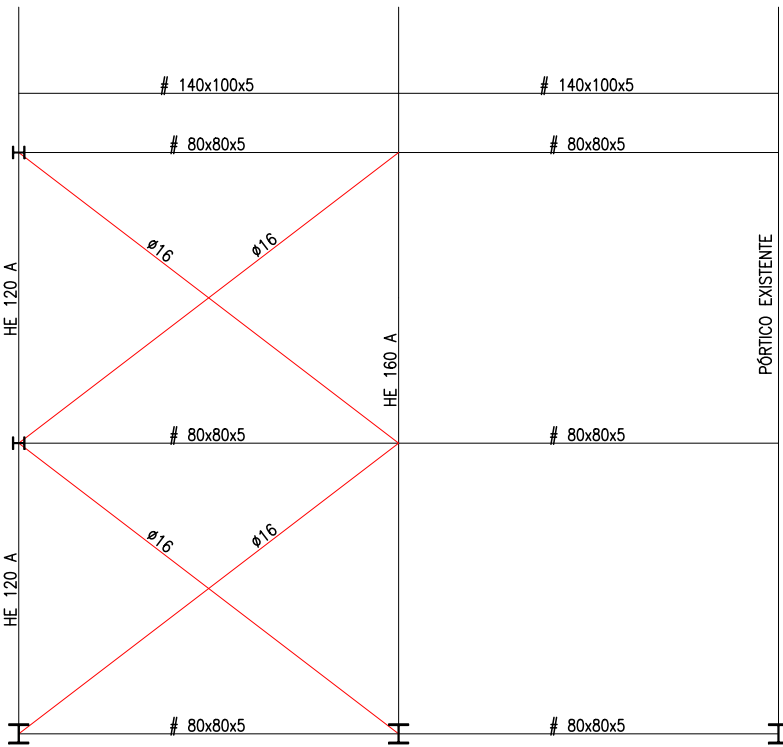 # 140x100x5
# 140x100x5
# 80x80x5
# 80x80x5
ø16
ø16
HE 120 A
HE 160 A
PÓRTICO EXISTENTE
# 80x80x5
# 80x80x5
ø16
ø16
HE 120 A
# 80x80x5
# 80x80x5